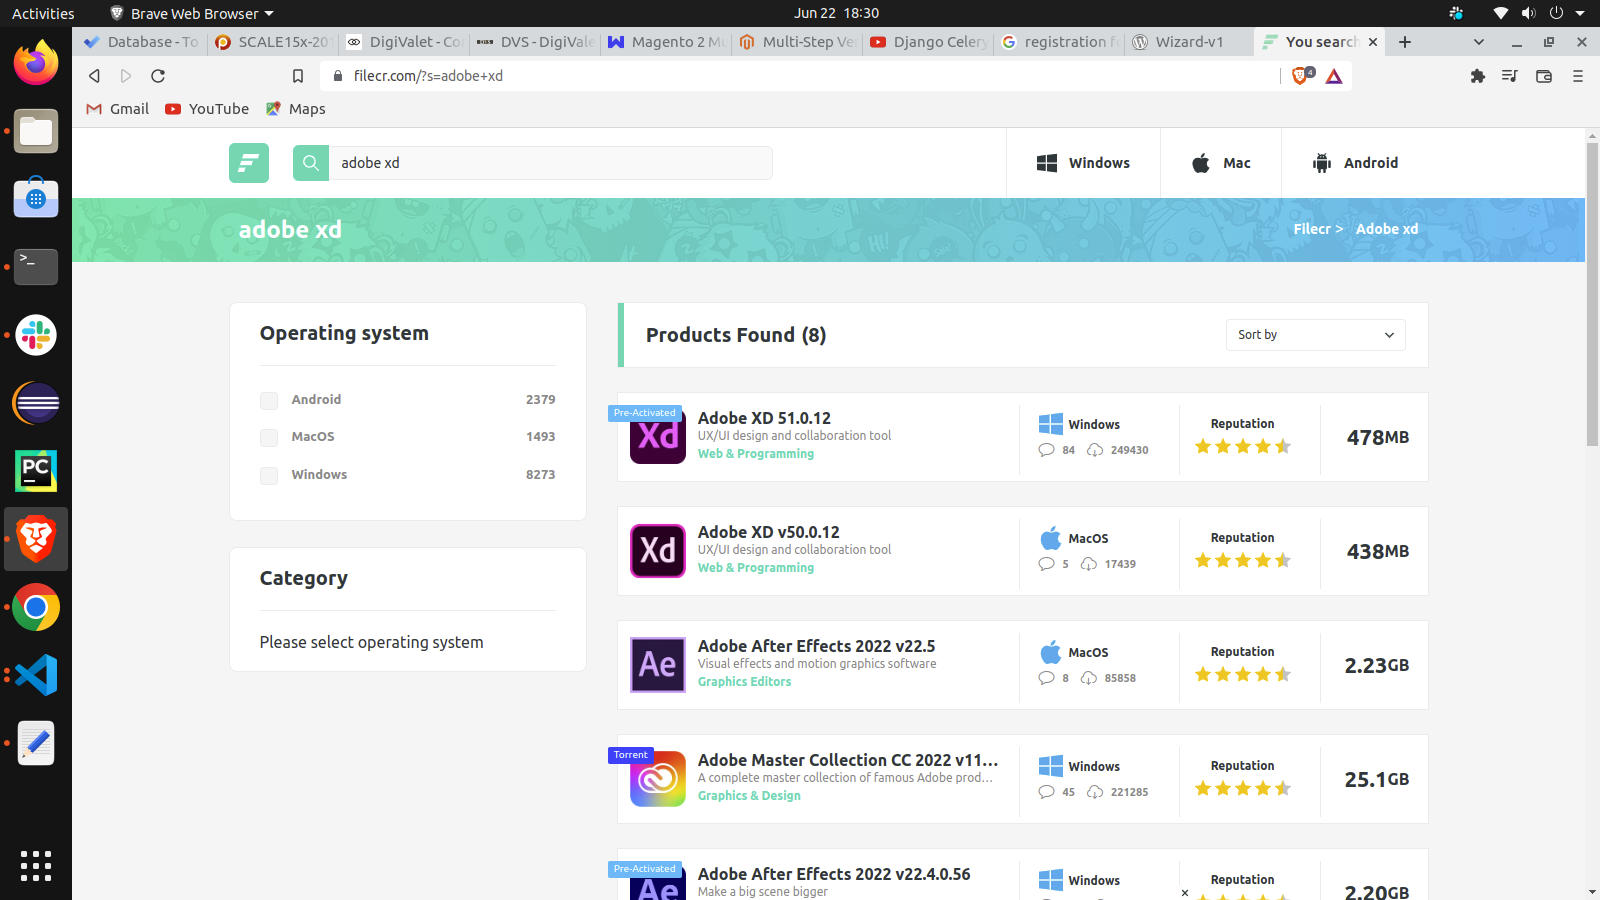 Activities
Brave Web Browser
Jun 22 18:30
Database - To
SCALE15x-201
DigiValet - Co
DVS - DigiVale
Magento 2 Mu
Multi-Step Ve
Django Celery
registration f
Wizard-v1
You search
filecr.com/?s=adobe+xd
4
Gmail
YouTube
Maps
adobe xd
Windows
Mac
Android
adobe xd
Filecr > Adobe xd
Operating system
Android 2379
MacOS 1493
Windows 8273
Category
Please select operating system
Products Found (8)
Sort by
Pre-Activated
Xd
Adobe XD 51.0.12
UX/UI design and collaboration tool
Web & Programming
Windows
84 249430
Reputation
478MB
Xd
Adobe XD v50.0.12
UX/UI design and collaboration tool
Web & Programming
MacOS
5 17439
Reputation
438MB
Ae
Adobe After Effects 2022 v22.5
Visual effects and motion graphics software
Graphics Editors
MacOS
8 85858
Reputation
2.23GB
Torrent
Adobe Master Collection CC 2022 v11...
A complete master collection of famous Adobe prod...
Graphics & Design
Windows
45 221285
Reputation
25.1GB
Pre-Activated
Ae
Adobe After Effects 2022 v22.4.0.56
Make a big scene bigger
Windows
Reputation
2.20GB
PC